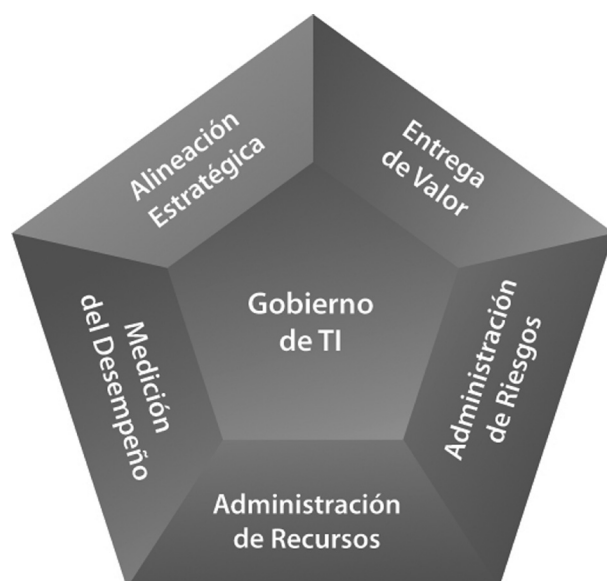 Alineación
Estratégica
Entrega
de Valor
Gobierno
de TI
Medición
del Desempeño
Administración
de Riesgos
Administración
de Recursos